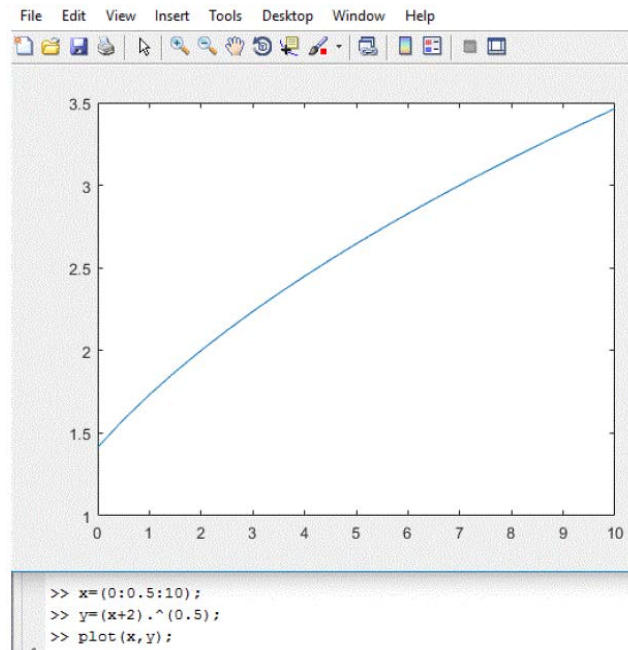 File Edit View Insert Tools Desktop Window Help
3.5
3
2.5
2
1.5
1
0 1 2 3 4 5 6 7 8 9 10
>> x=(0:0.5:10);
>> y=(x+2).^(0.5);
>> plot(x,y);